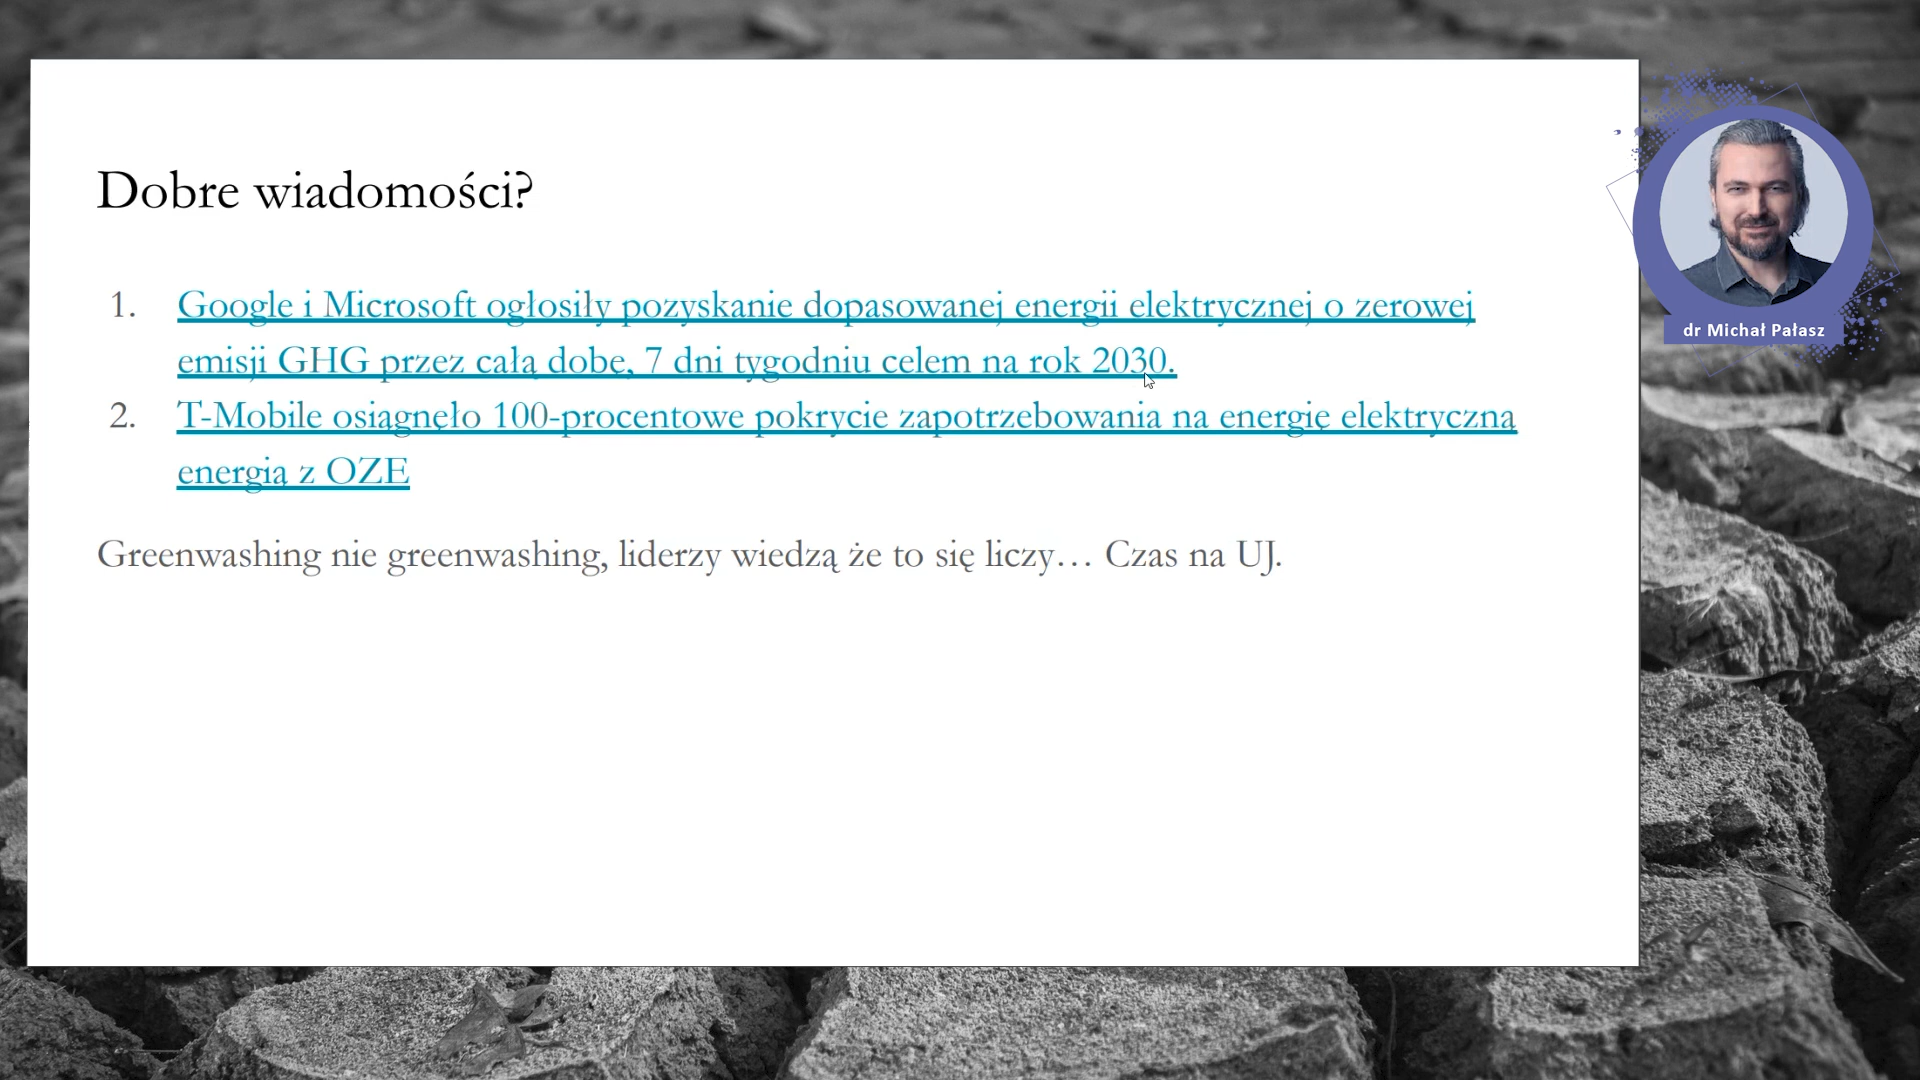 Dobre wiadomości?
1. Google i Microsoft ogłosiły pozyskanie dopasowanej energii elektrycznej o zerowej
emisji GHG przez całą dobę, 7 dni tygodniu celem na rok 2030.
2. T-Mobile osiągnęło 100-procentowe pokrycie zapotrzebowania na energię elektryczną
energią z OZE
Greenwashing nie greenwashing, liderzy wiedzą że to się liczy… Czas na UJ.
dr Michał Pałasz